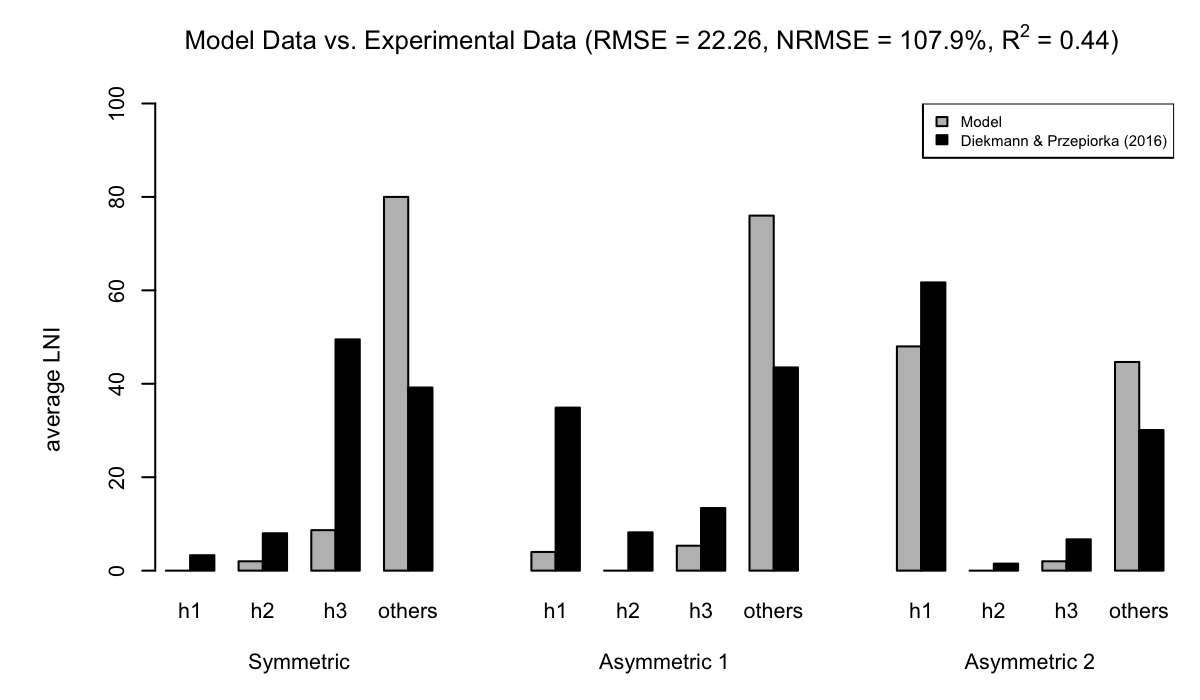 Model Data vs. Experimental Data (RMSE = 22.26, NRMSE = 107.9%, R² = 0.44)
Model
Diekmann & Przepiorka (2016)
average LNI
100
80
60
40
20
0
h1 h2 h3 others h1 h2 h3 others h1 h2 h3 others
Symmetric Asymmetric 1 Asymmetric 2